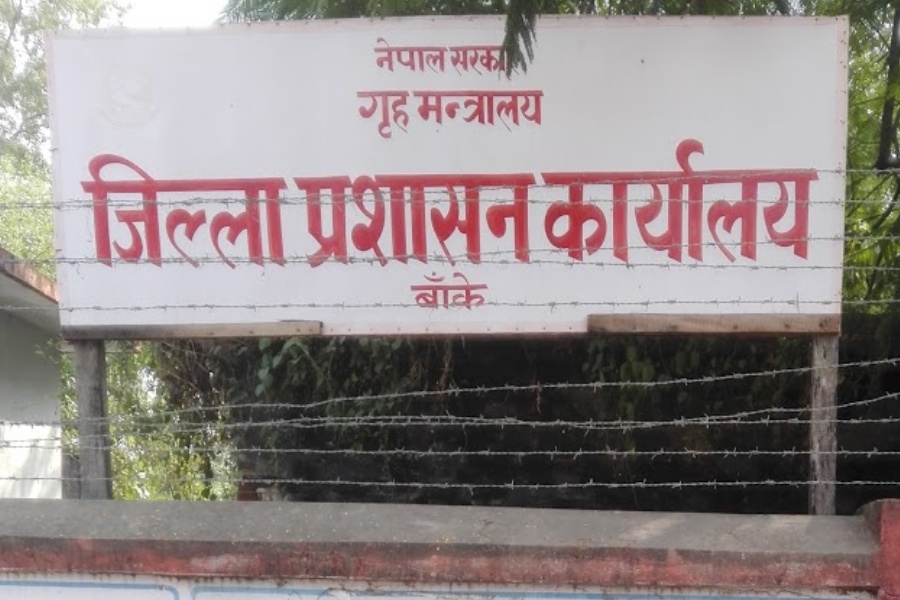 नेपाल सरकार
गृह मन्त्रालय
जिल्ला प्रशासन कार्यालय
बाँके